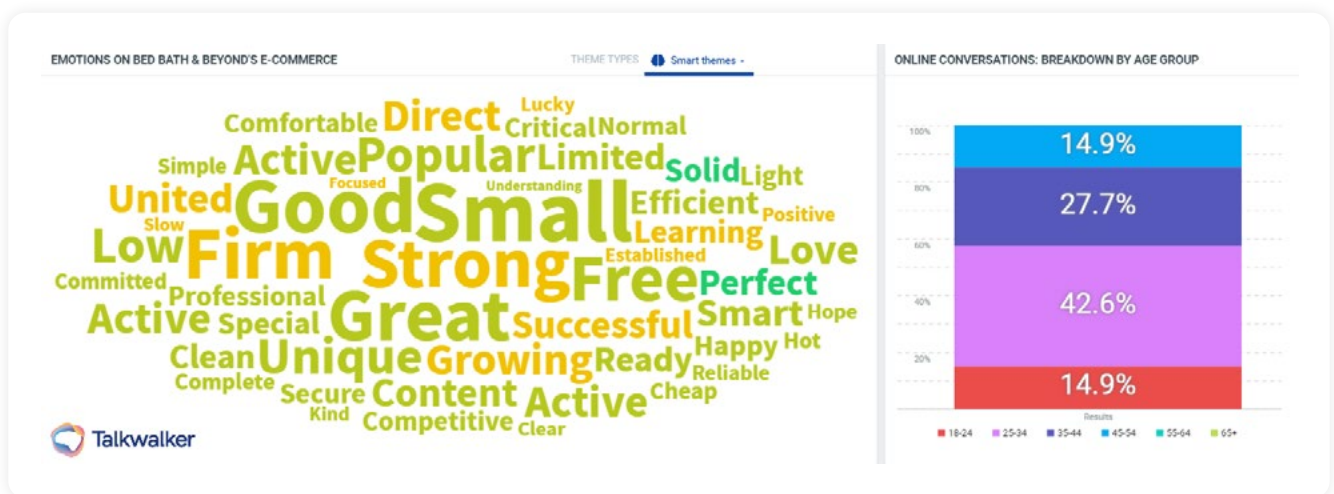 EMOTIONS ON BED BATH & BEYOND'S E-COMMERCE
THEME TYPES Smart themes
Lucky
Comfortable Direct Critical Normal
Simple Active Popular Limited Solid Light
Focused Understanding
United Good Small Efficient Positive
Slow Learning
Low Firm Strong Established Love
Committed Free Perfect
Professional Great Smart Hope
Active Special Successful
Clean Unique Growing Ready Happy Hot
Complete Reliable
Secure Content Active Cheap
Kind Competitive Clear
Talkwalker
ONLINE CONVERSATIONS: BREAKDOWN BY AGE GROUP
100%
80%
60%
40%
20%
14.9%
27.7%
42.6%
14.9%
Results
18-24 25-34 35-44 45-54 55-64 65+